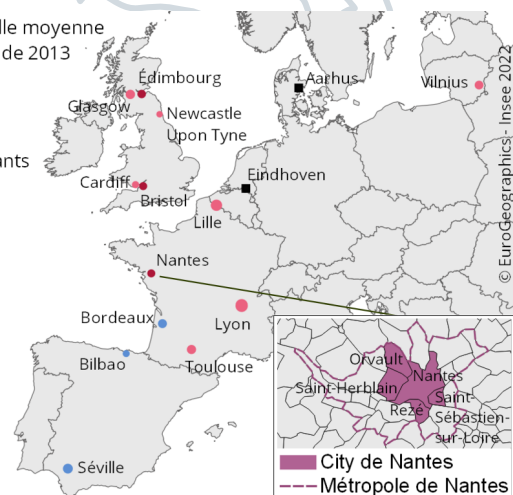 lle moyenne
de 2013
Édimbourg
Aarhus
Vilnius
Glasgow
Newcastle
Upon Tyne
ants
Cardiff
Bristol
Eindhoven
Lille
Nantes
Bordeaux
Lyon
Bilbao
Toulouse
Séville
© EuroGeographics - Insee 2022
Orvault
Nantes
Saint-Herblain
Saint-
Rezé
Sébastien-
sur-Loire
City de Nantes
Métropole de Nantes